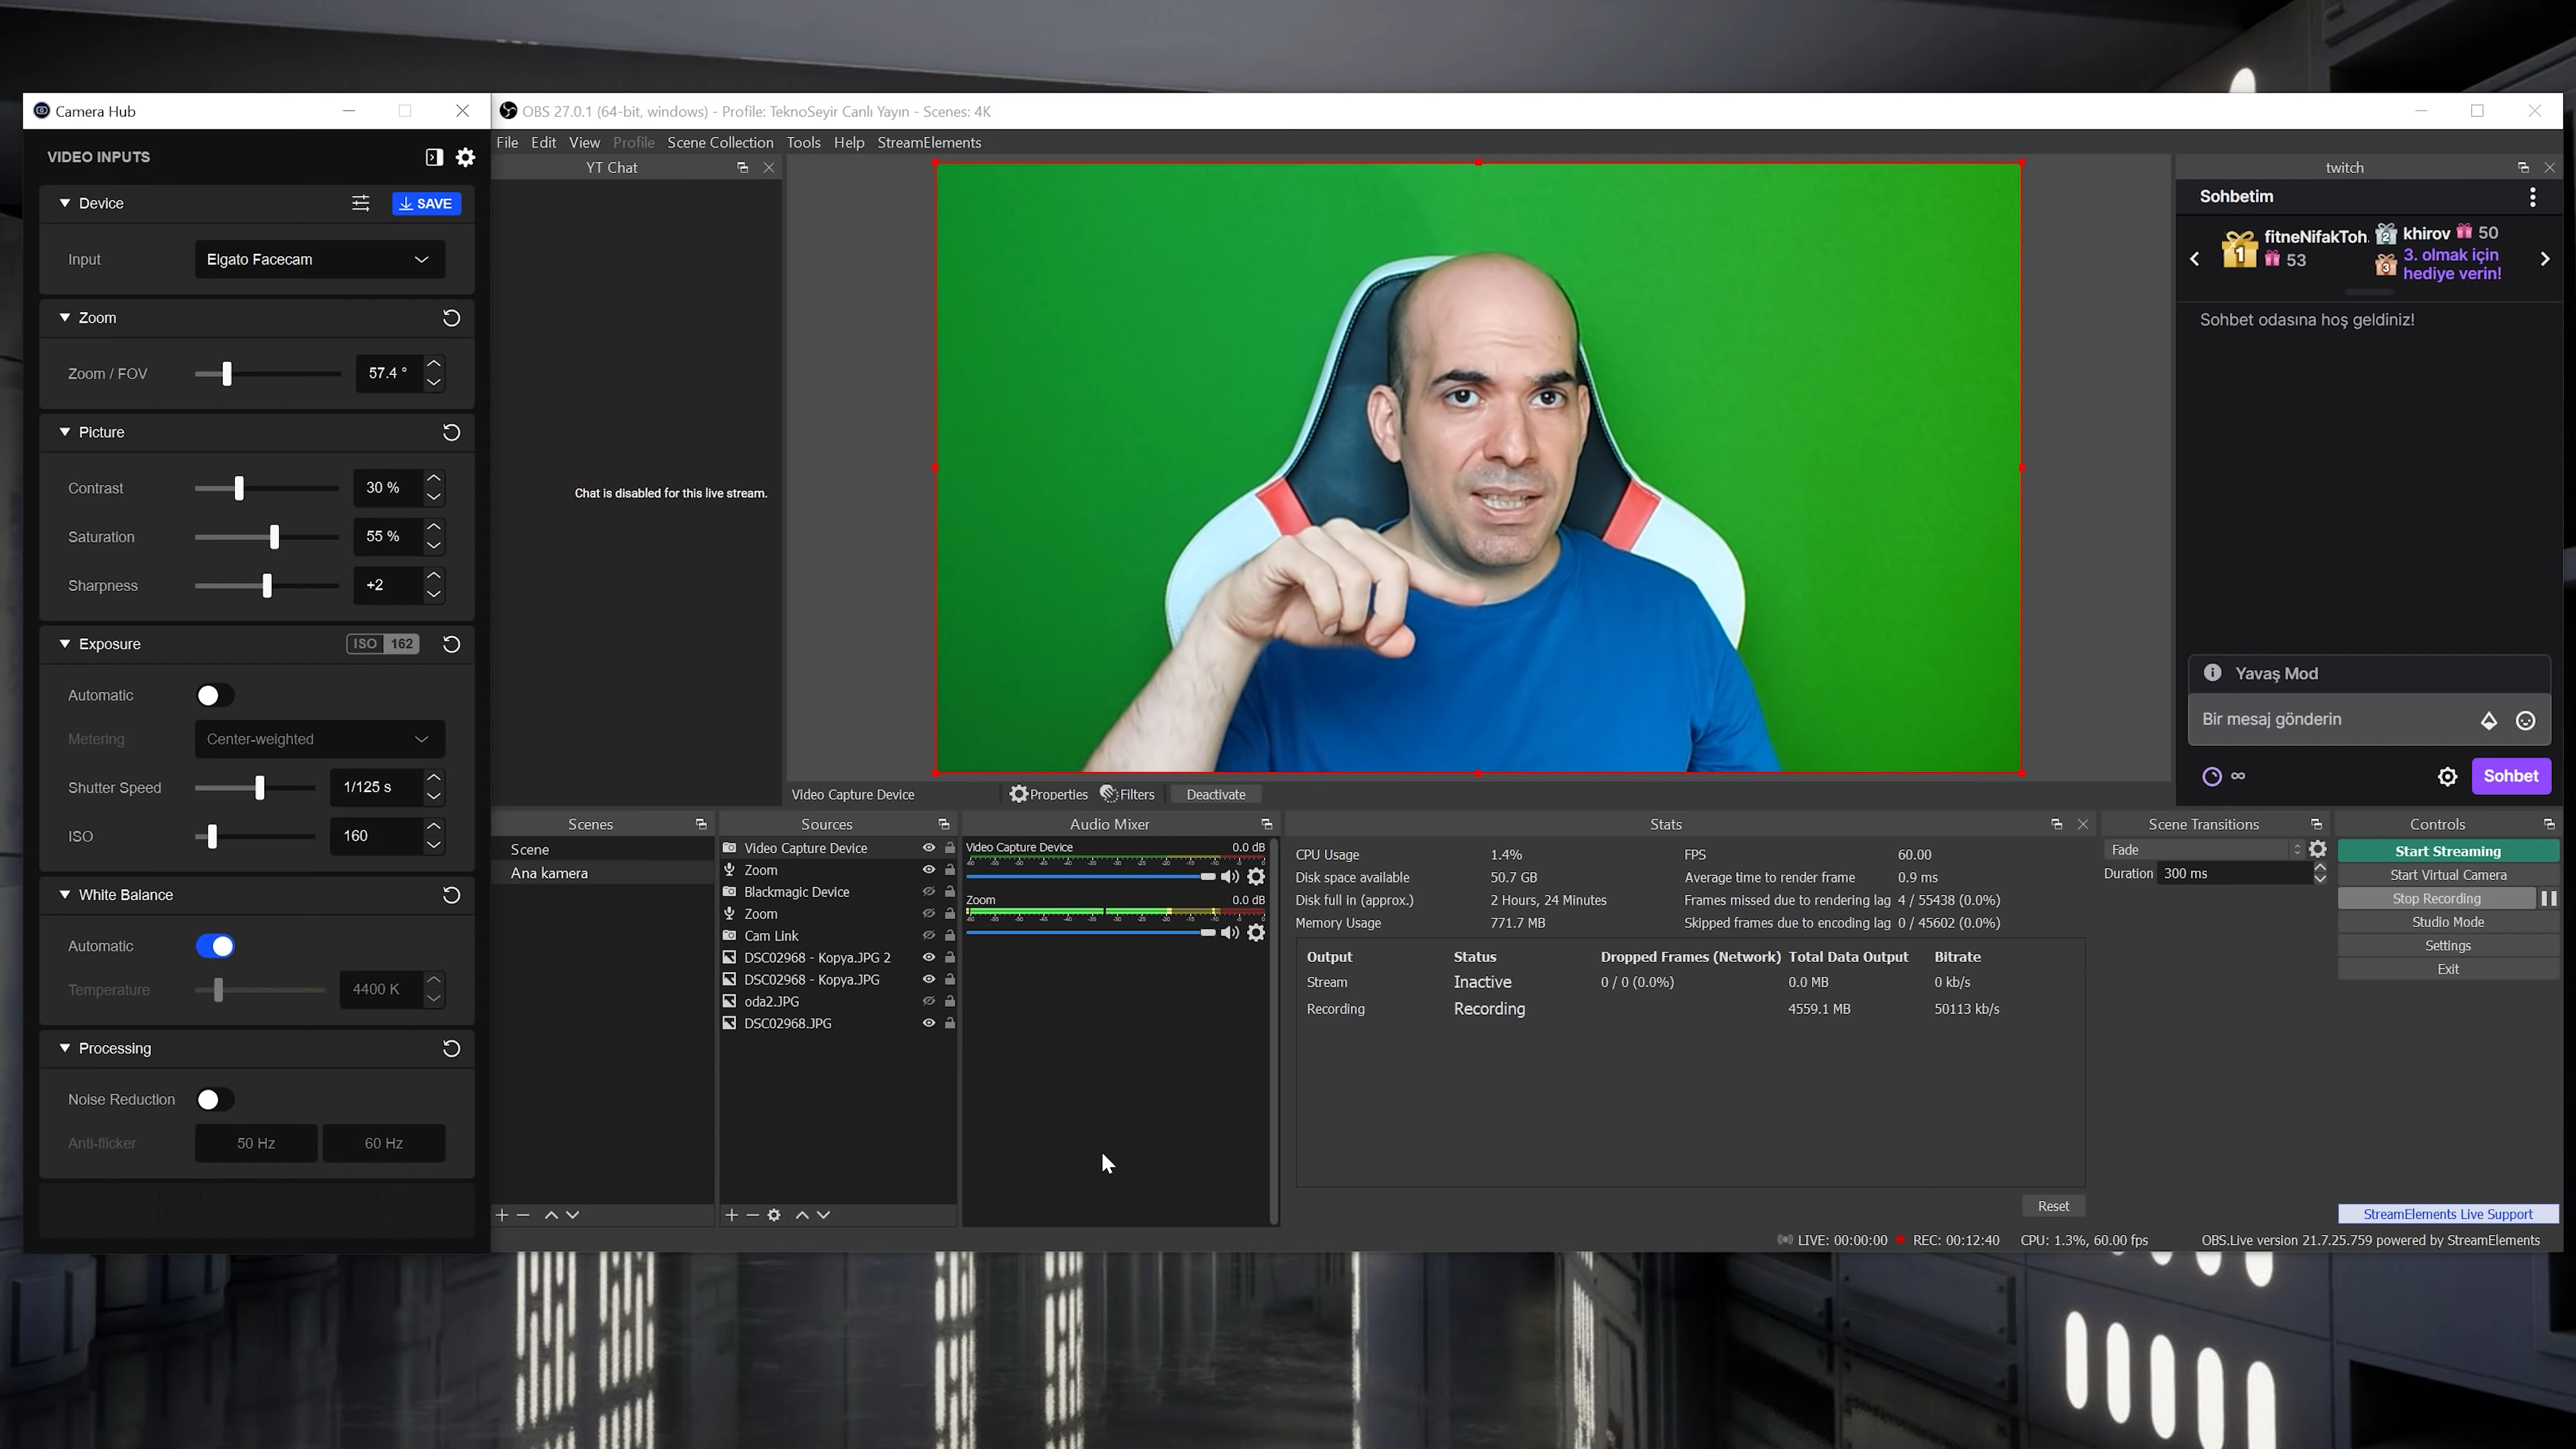 Camera Hub
VIDEO INPUTS
Device
SAVE
Input
Elgato Facecam
Zoom
Zoom / FOV
57.4 °
Picture
Contrast
30 %
Saturation
55 %
Sharpness
+2
Exposure
ISO 162
Automatic
Metering
Center-weighted
Shutter Speed
1/125 s
ISO
160
White Balance
Automatic
Temperature
4400 K
Processing
Noise Reduction
Anti-flicker
50 Hz
60 Hz
OBS 27.0.1 (64-bit, windows) - Profile: TeknoSeyir Canlı Yayın - Scenes: 4K
File Edit View Profile Scene Collection Tools Help StreamElements
YT Chat
Chat is disabled for this live stream.
twitch
Sohbetim
1
fitneNifakToh.
53
2
khirov 50
3
3. olmak için
hediye verin!
Sohbet odasına hoş geldiniz!
Yavaş Mod
Bir mesaj gönderin
Sohbet
Video Capture Device
Properties
Filters
Deactivate
Scenes
Scene
Ana kamera
Sources
Video Capture Device
Zoom
Blackmagic Device
Zoom
Cam Link
DSC02968 - Kopya.JPG 2
DSC02968 - Kopya.JPG
oda2.JPG
DSC02968.JPG
Audio Mixer
Video Capture Device 0.0 dB
Zoom 0.0 dB
Stats
CPU Usage 1.4%
Disk space available 50.7 GB
Disk full in (approx.) 2 Hours, 24 Minutes
Memory Usage 771.7 MB
FPS 60.00
Average time to render frame 0.9 ms
Frames missed due to rendering lag 4 / 55438 (0.0%)
Skipped frames due to encoding lag 0 / 45602 (0.0%)
Output Status Dropped Frames (Network) Total Data Output Bitrate
Stream Inactive 0 / 0 (0.0%) 0.0 MB 0 kb/s
Recording Recording 4559.1 MB 50113 kb/s
Reset
Scene Transitions
Fade
Duration 300 ms
Controls
Start Streaming
Start Virtual Camera
Stop Recording
Studio Mode
Settings
Exit
StreamElements Live Support
LIVE: 00:00:00 REC: 00:12:40 CPU: 1.3%, 60.00 fps
OBS.Live version 21.7.25.759 powered by StreamElements